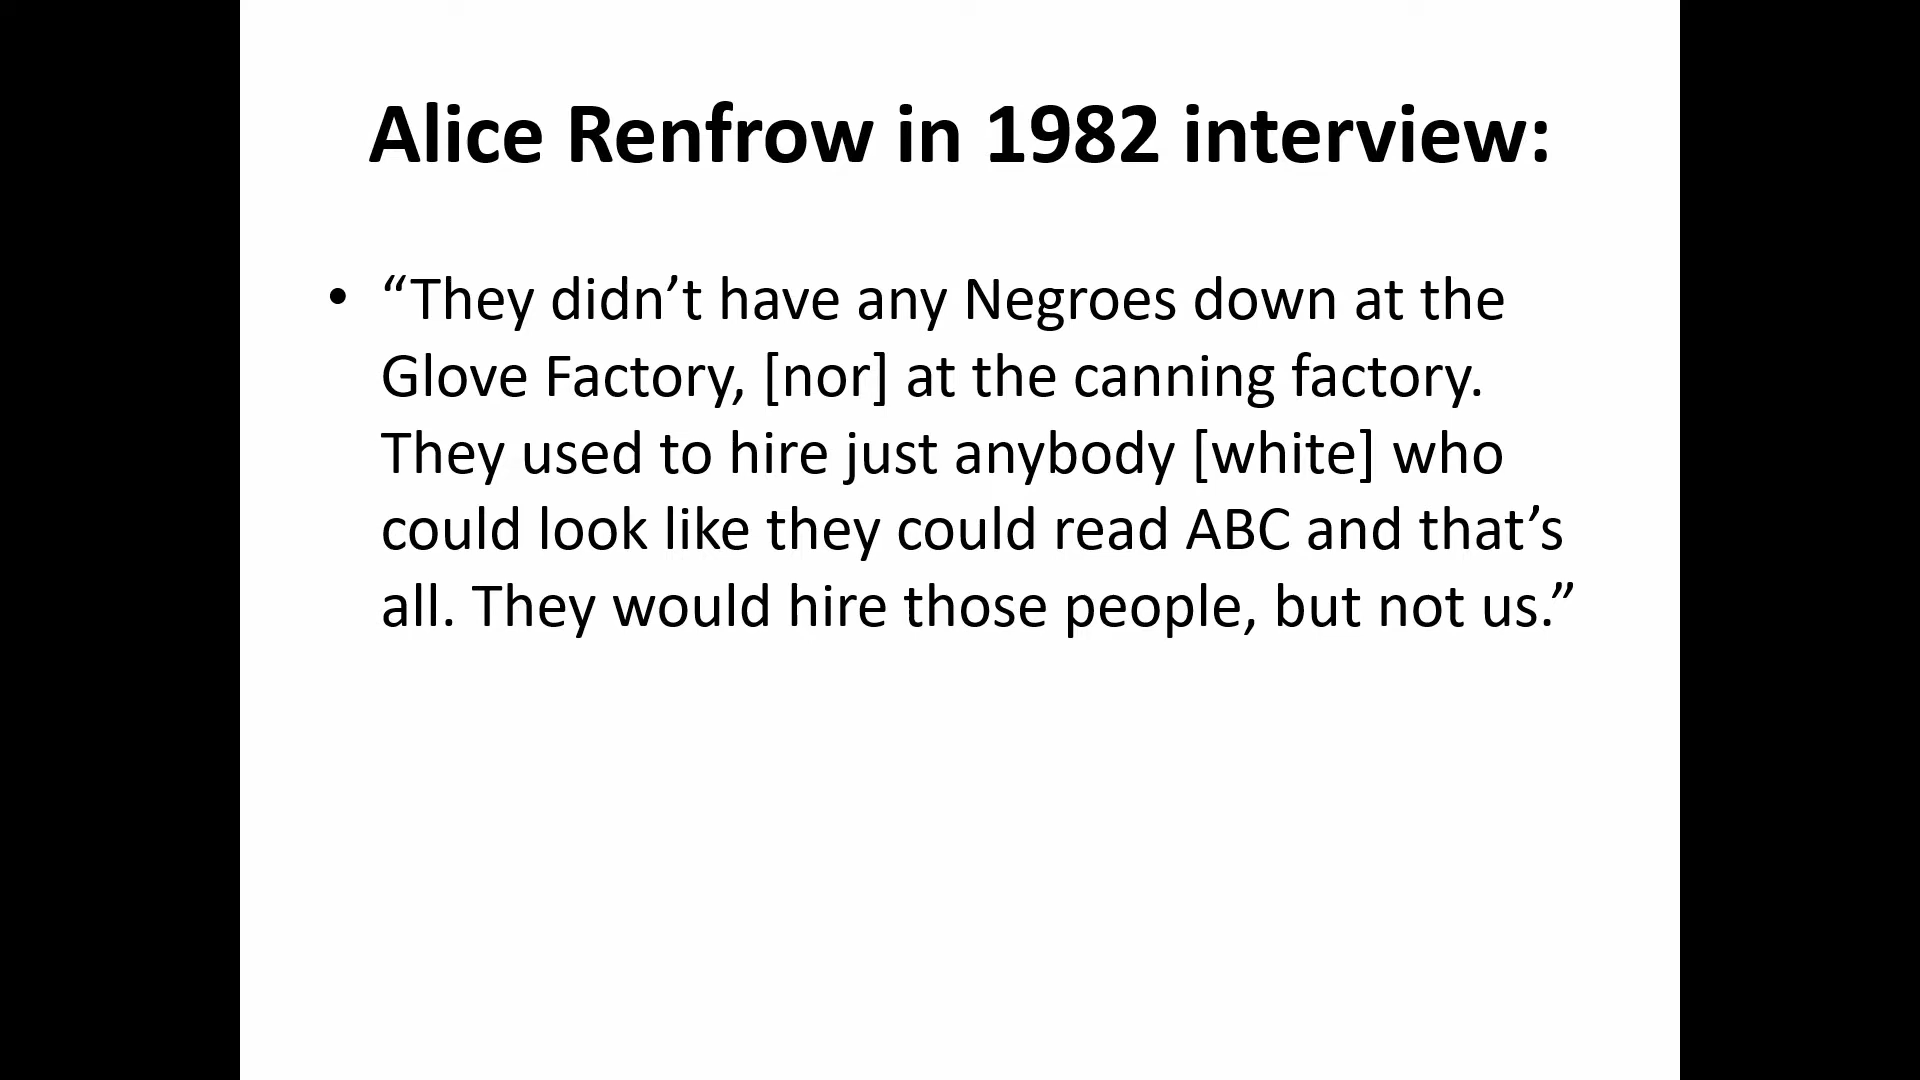 Alice Renfrow in 1982 interview:
• “They didn’t have any Negroes down at the
Glove Factory, [nor] at the canning factory.
They used to hire just anybody [white] who
could look like they could read ABC and that’s
all. They would hire those people, but not us.”